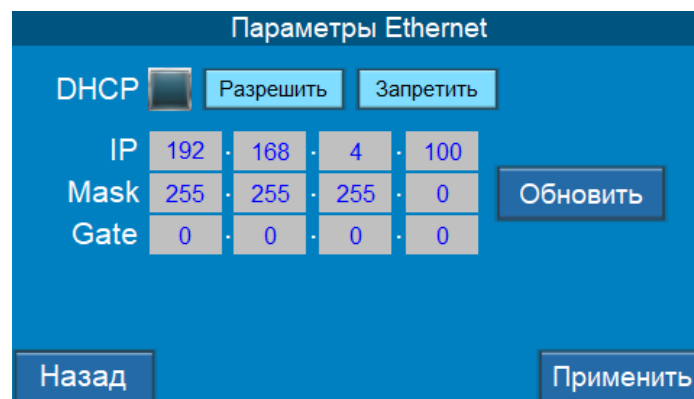 Параметры Ethernet
DHCP Разрешить Запретить
IP 192 . 168 . 4 . 100
Mask 255 . 255 . 255 . 0
Обновить
Gate 0 . 0 . 0 . 0
Назад Применить